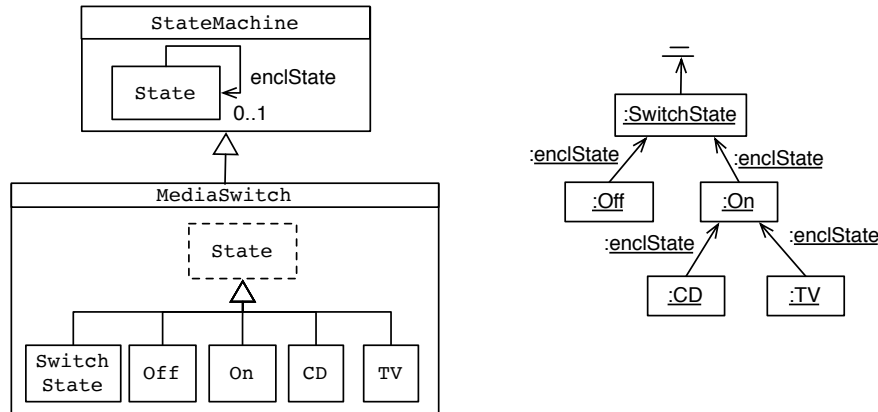 StateMachine
State
enclState
0..1
MediaSwitch
State
Switch
State
Off
On
CD
TV
:SwitchState
:enclState
:enclState
:Off
:On
:enclState
:enclState
:CD
:TV